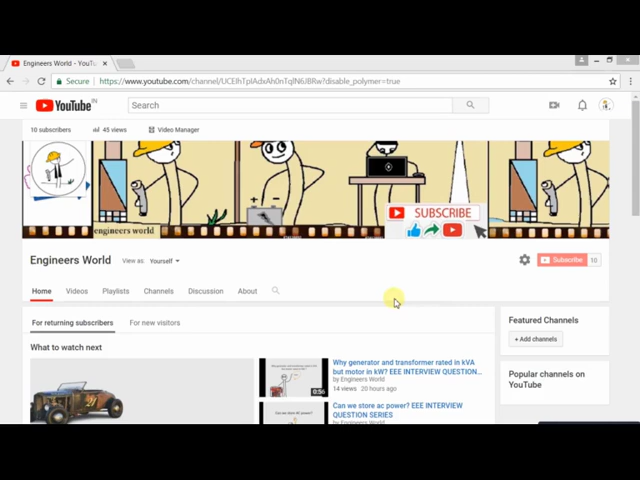 Engineers World - YouTu
Secure
https://www.youtube.com/channel/
?disable_polymer=true
YouTube IN
Search
10 subscribers
45 views
Video Manager
+ -
engineers world
SUBSCRIBE
Engineers World
View as
Yourself
Subscribe 10
Home
Videos
Playlists
Channels
Discussion
About
For returning subscribers
For new visitors
What to watch next
Why generator and transformer rated in kVA
but motor in kW? EEE INTERVIEW QUESTION...
by Engineers World
14 views 20 hours ago
0:56
Can we store ac power? EEE INTERVIEW
QUESTION SERIES
by Engineers World
Featured Channels
+ Add channels
Popular channels on
YouTube